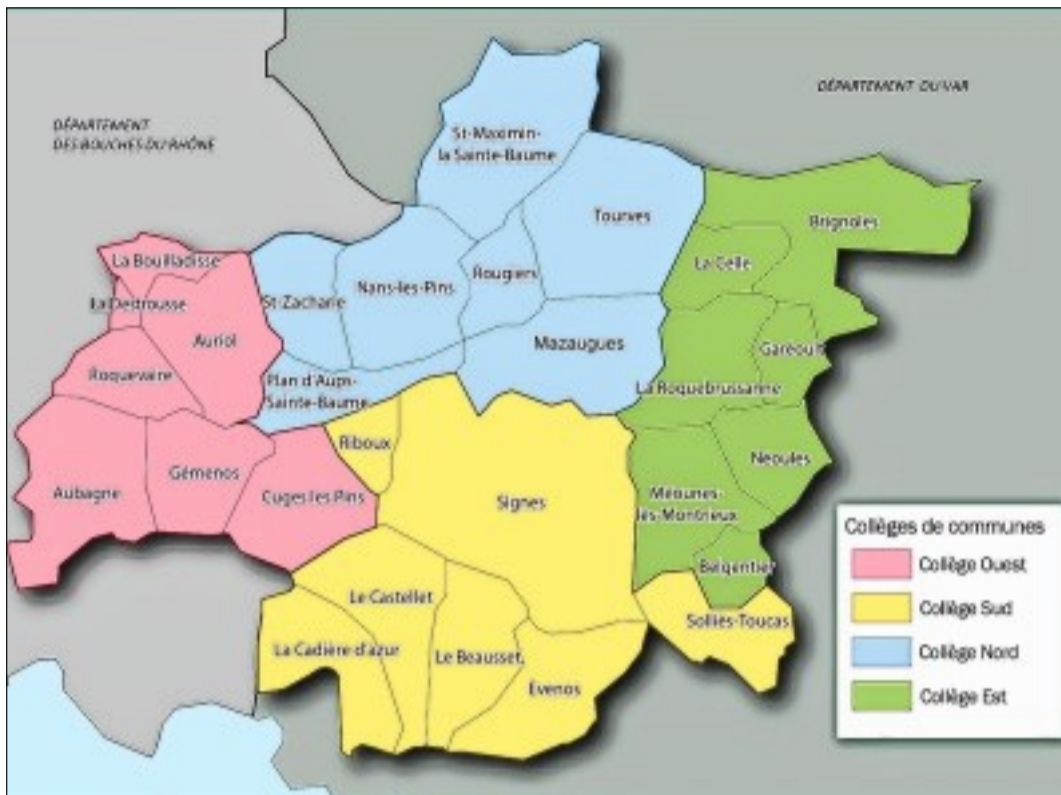 DÉPARTEMENT DU VAR
DÉPARTEMENT
DES BOUCHES DU RHÔNE
St-Maximin-
la Sainte-Baume
Tourves
Brignoles
La Bouilladisse
La Celle
Nans-les-Pins
Rougiers
La Destrousse
St-Zacharie
Auriol
Mazaugues
Garéoult
Roquevaire
Plan d'Aups-
Sainte-Baume
La Roquebrussanne
Riboux
Néoules
Aubagne
Gémenos
Cuges les Pins
Signes
Méounes-
les-Montrieux
Belgentier
Le Castellet
Solliès-Toucas
La Cadière d'azur
Le Beausset
Évenos
Collèges de communes
Collège Ouest
Collège Sud
Collège Nord
Collège Est